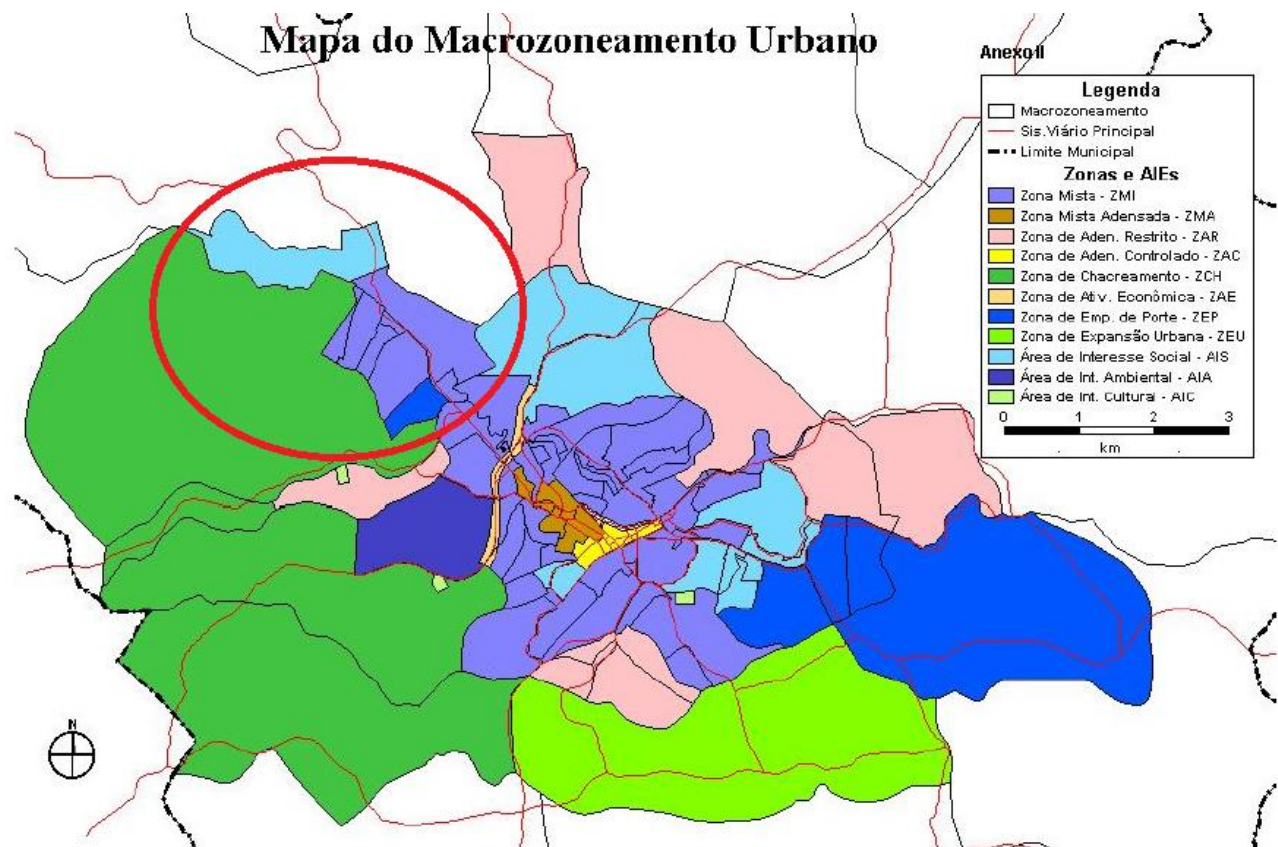 Mapa do Macrozoneamento Urbano
Anexo II
Legenda
Macrozoneamento
Sis.Viário Principal
Limite Municipal
Zonas e AIEs
Zona Mista - ZMI
Zona Mista Adensada - ZMA
Zona de Aden. Restrito - ZAR
Zona de Aden. Controlado - ZAC
Zona de Chacreamento - ZCH
Zona de Ativ. Econômica - ZAE
Zona de Emp. de Porte - ZEP
Zona de Expansão Urbana - ZEU
Área de Interesse Social - AIS
Área de Int. Ambiental - AIA
Área de Int. Cultural - AIC
0 1 2 3
km
N